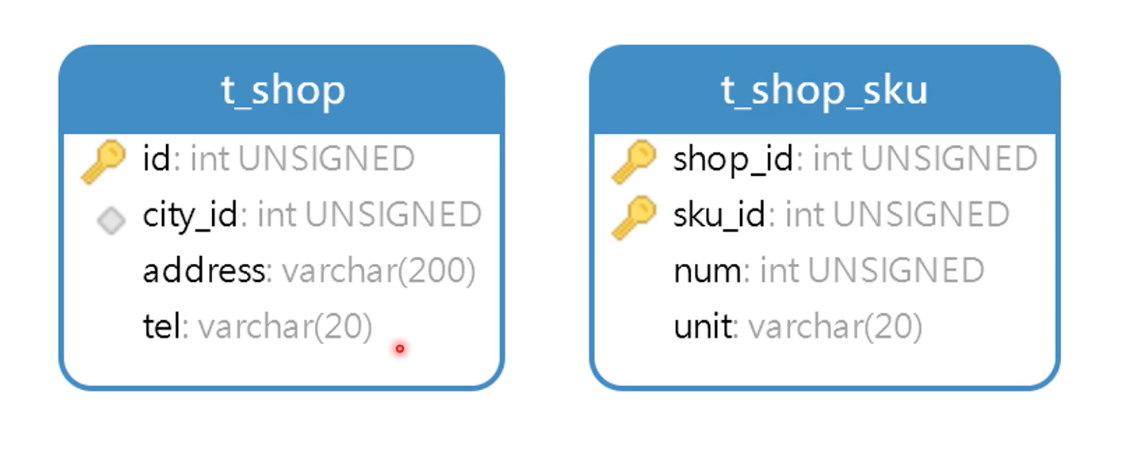 t_shop
id: int UNSIGNED
city_id: int UNSIGNED
address: varchar(200)
tel: varchar(20)
t_shop_sku
shop_id: int UNSIGNED
sku_id: int UNSIGNED
num: int UNSIGNED
unit: varchar(20)